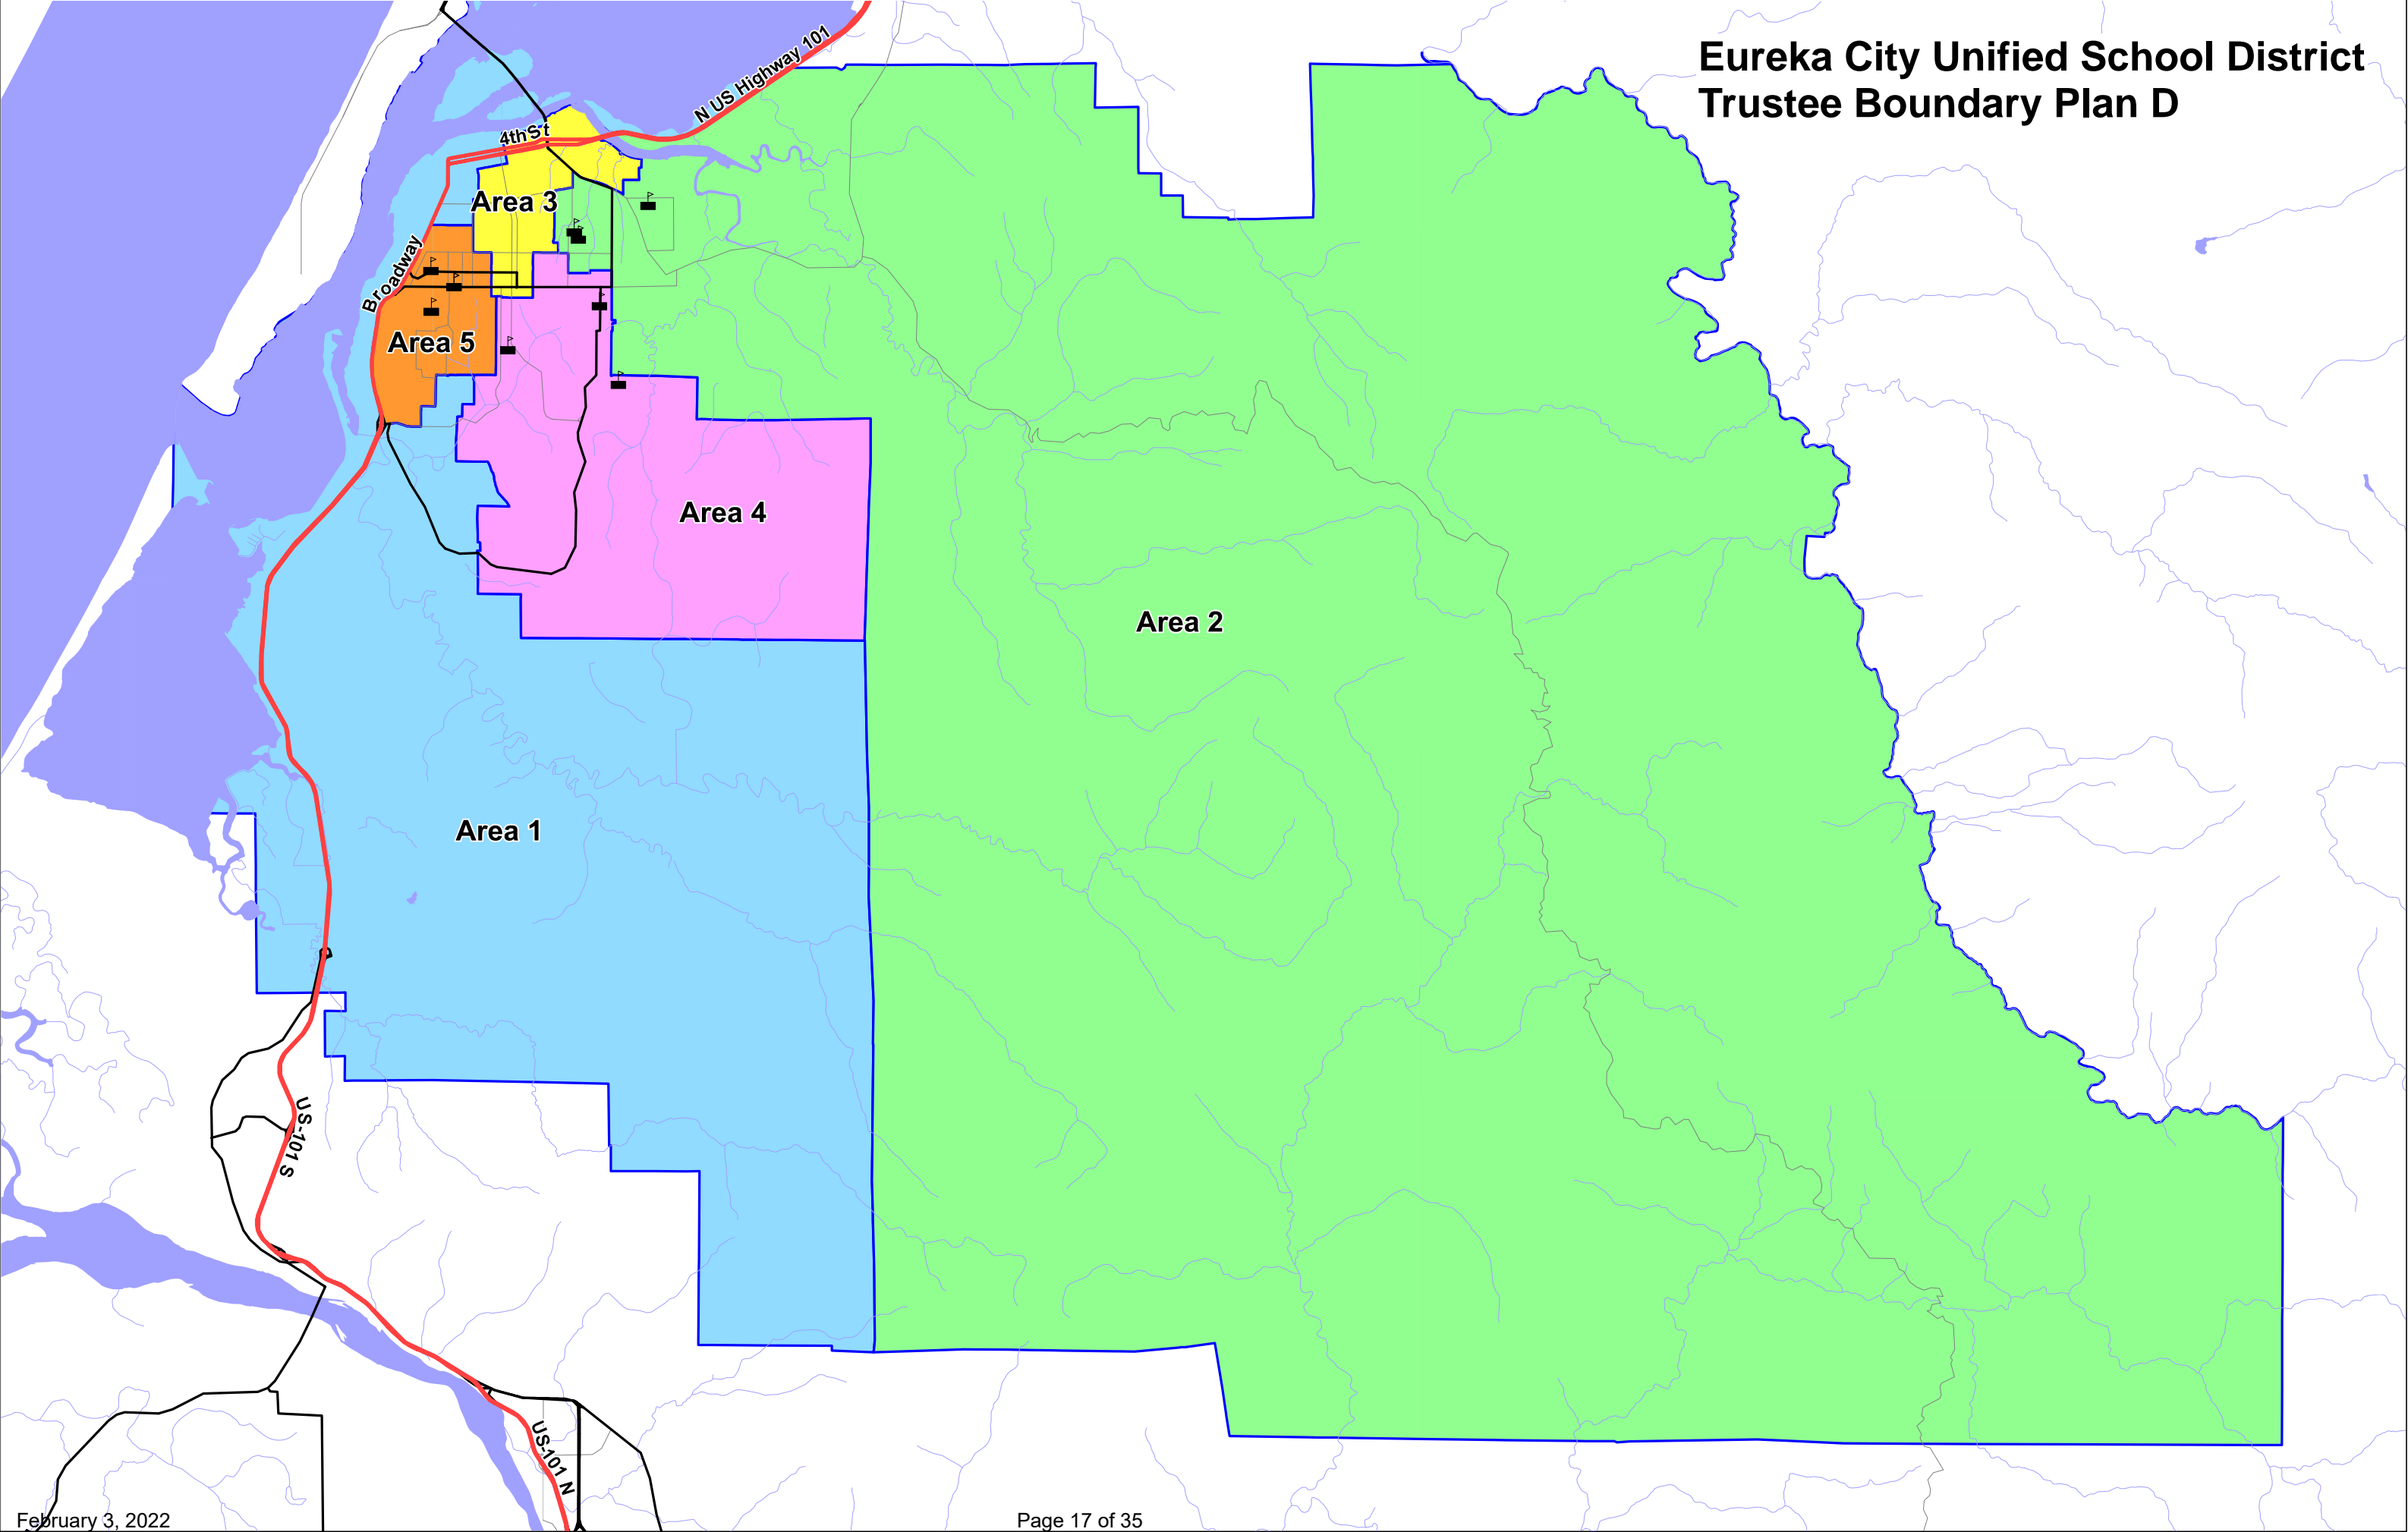 Eureka City Unified School District
Trustee Boundary Plan D
N US Highway 101
4th St
Area 3
Broadway
Area 5
Area 4
Area 2
Area 1
US-101 S
US-101 N
February 3, 2022
Page 17 of 35